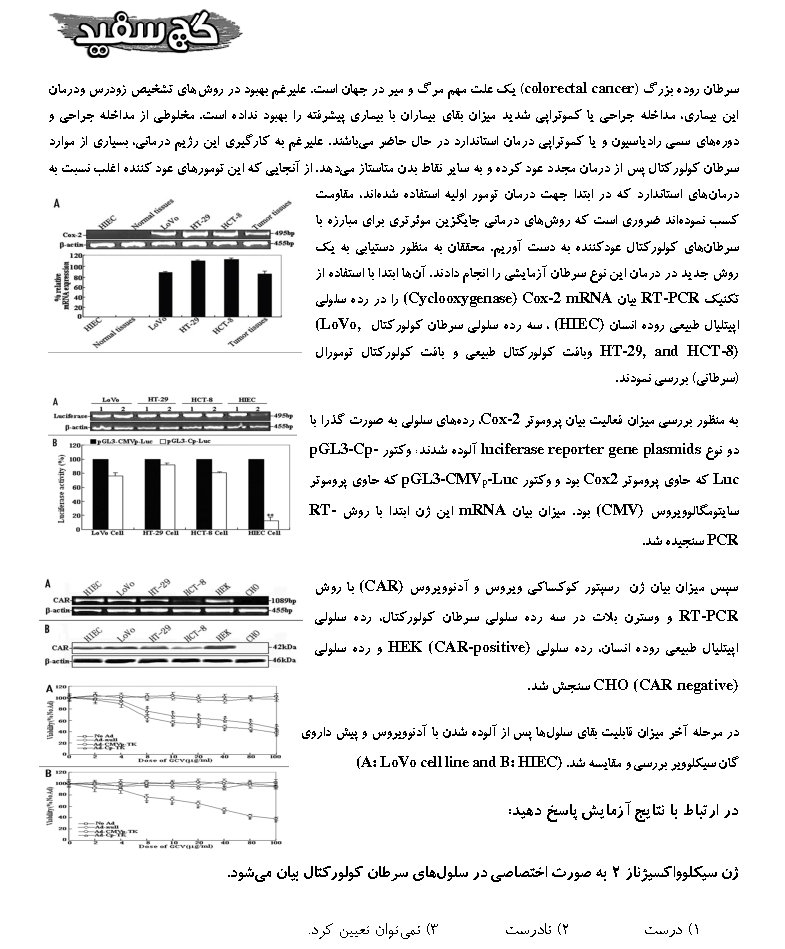 گچ سفید
سرطان روده بزرگ (colorectal cancer) یک علت مهم مرگ و میر در جهان است. علیرغم بهبود در روش‌های تشخیص زودرس ودرمان
این بیماری، مداخله جراحی یا کموتراپی شدید میزان بقای بیماران با بیماری پیشرفته را بهبود نداده است. مخلوطی از مداخله جراحی و
دوره‌های سمی رادیاسیون و یا کموتراپی درمان استاندارد در حال حاضر می‌باشند. علیرغم به کارگیری این رژیم درمانی، بسیاری از موارد
سرطان کولورکتال پس از درمان مجدد عود کرده و به سایر نقاط بدن متاستاز می‌دهد. از آنجایی که این تومورهای عود کننده اغلب نسبت به
درمان‌های استاندارد که در ابتدا جهت درمان تومور اولیه استفاده شده‌اند، مقاومت
کسب نموده‌اند ضروری است که روش‌های درمانی جایگزین موثرتری برای مبارزه با
سرطان‌های کولورکتال عودکننده به دست آوریم. محققان به منظور دستیابی به یک
روش جدید در درمان این نوع سرطان آزمایشی را انجام دادند. آن‌ها ابتدا با استفاده از
تکنیک RT-PCR بیان Cox-2 mRNA (Cyclooxygenase) را در رده سلولی
اپیتلیال طبیعی روده انسان (HIEC) ، سه رده سلولی سرطان کولورکتال (LoVo,
HT-29, and HCT-8) وبافت کولورکتال طبیعی و بافت کولورکتال تومورال
(سرطانی) بررسی نمودند.
A
HIEC Normal tissues LoVo HT-29 HCT-8 Tumor tissues
Cox-2 495bp
β-actin 455bp
% relative mRNA expression
120
100
80
60
40
20
0
HIEC Normal tissues LoVo HT-29 HCT-8 Tumor tissues
به منظور بررسی میزان فعالیت بیان پروموتر Cox-2، رده‌های سلولی به صورت گذرا با
دو نوع luciferase reporter gene plasmids آلوده شدند؛ وکتور pGL3-Cp-
Luc که حاوی پروموتر Cox2 بود و وکتور pGL3-CMVp-Luc که حاوی پروموتر
سایتومگالوویروس (CMV) بود. میزان بیان mRNA این ژن ابتدا با روش RT-
PCR سنجیده شد.
A
LoVo HT-29 HCT-8 HIEC
1 2 1 2 1 2 1 2
Luciferase 495bp
β-actin 455bp
B
pGL3-CMVp-Luc pGL3-Cp-Luc
Luciferase activity (%)
120
100
80
60
40
20
0
**
LoVo Cell HT-29 Cell HCT-8 Cell HIEC Cell
سپس میزان بیان ژن رسپتور کوکساکی ویروس و آدنوویروس (CAR) با روش
RT-PCR و وسترن بلات در سه رده سلولی سرطان کولورکتال، رده سلولی
اپیتلیال طبیعی روده انسان، رده سلولی HEK (CAR-positive) و رده سلولی
CHO (CAR negative) سنجش شد.
A
HIEC LoVo HT-29 HCT-8 HEK CHO
CAR 1089bp
β-actin 455bp
B
HIEC LoVo HT-29 HCT-8 HEK CHO
CAR 42kDa
β-actin 46kDa
در مرحله آخر میزان قابلیت بقای سلول‌ها پس از آلوده شدن با آدنوویروس و پیش داروی
گان سیکلوویر بررسی و مقایسه شد. (A: LoVo cell line and B: HIEC)
A
Viability(% No Ad)
120
100
80
60
40
20
0
No Ad
Ad-null
Ad-CMVp-TK
Ad-Cp-TK
0 2 4 6 8 10 20 40 80 100
Dose of GCV(μg/ml)
B
Viability(% No Ad)
120
100
80
60
40
20
0
No Ad
Ad-null
Ad-CMVp-TK
Ad-Cp-TK
0 2 4 6 8 10 20 40 80 100
Dose of GCV(μg/ml)
در ارتباط با نتایج آزمایش پاسخ دهید:
ژن سیکلوواکسیژناز ۲ به صورت اختصاصی در سلول‌های سرطان کولورکتال بیان می‌شود.
۱) درست ۲) نادرست ۳) نمی‌توان تعیین کرد.